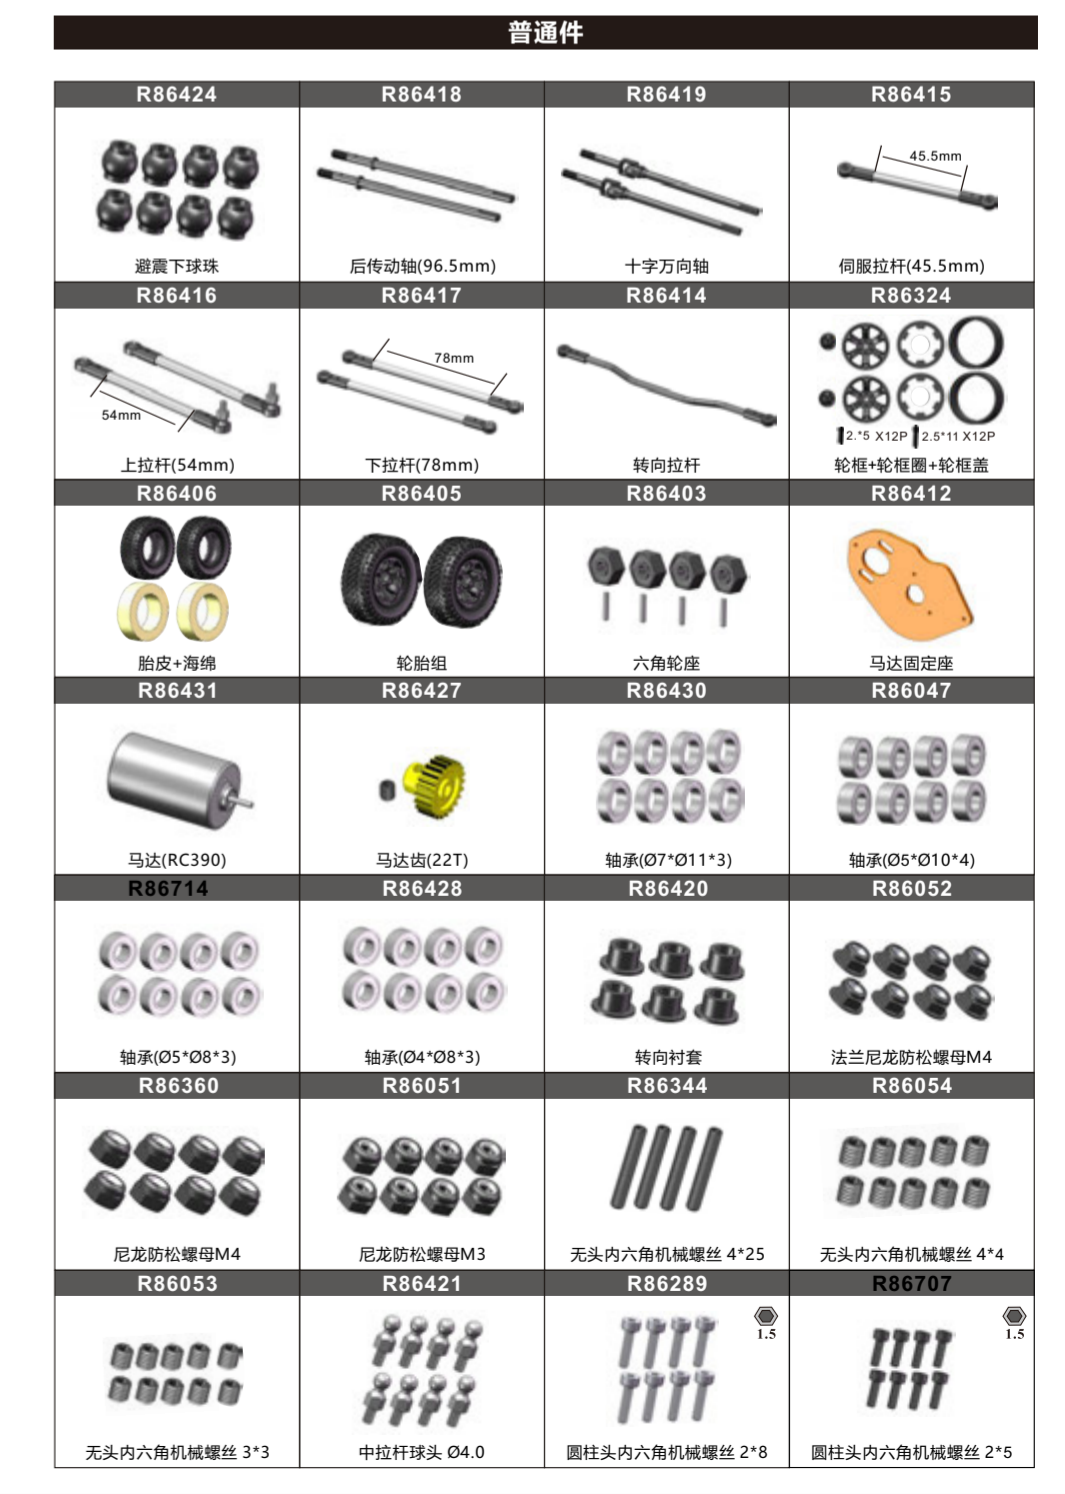 普通件
R86424 R86418 R86419 R86415
45.5mm
避震下球珠 后传动轴(96.5mm) 十字万向轴 伺服拉杆(45.5mm)
R86416 R86417 R86414 R86324
78mm
54mm
2.*5 X12P 2.5*11 X12P
上拉杆(54mm) 下拉杆(78mm) 转向拉杆 轮框+轮框圈+轮框盖
R86406 R86405 R86403 R86412
胎皮+海绵 轮胎组 六角轮座 马达固定座
R86431 R86427 R86430 R86047
马达(RC390) 马达齿(22T) 轴承(Ø7*Ø11*3) 轴承(Ø5*Ø10*4)
R86714 R86428 R86420 R86052
轴承(Ø5*Ø8*3) 轴承(Ø4*Ø8*3) 转向衬套 法兰尼龙防松螺母M4
R86360 R86051 R86344 R86054
尼龙防松螺母M4 尼龙防松螺母M3 无头内六角机械螺丝 4*25 无头内六角机械螺丝 4*4
R86053 R86421 R86289 R86707
1.5 1.5
无头内六角机械螺丝 3*3 中拉杆球头 Ø4.0 圆柱头内六角机械螺丝 2*8 圆柱头内六角机械螺丝 2*5